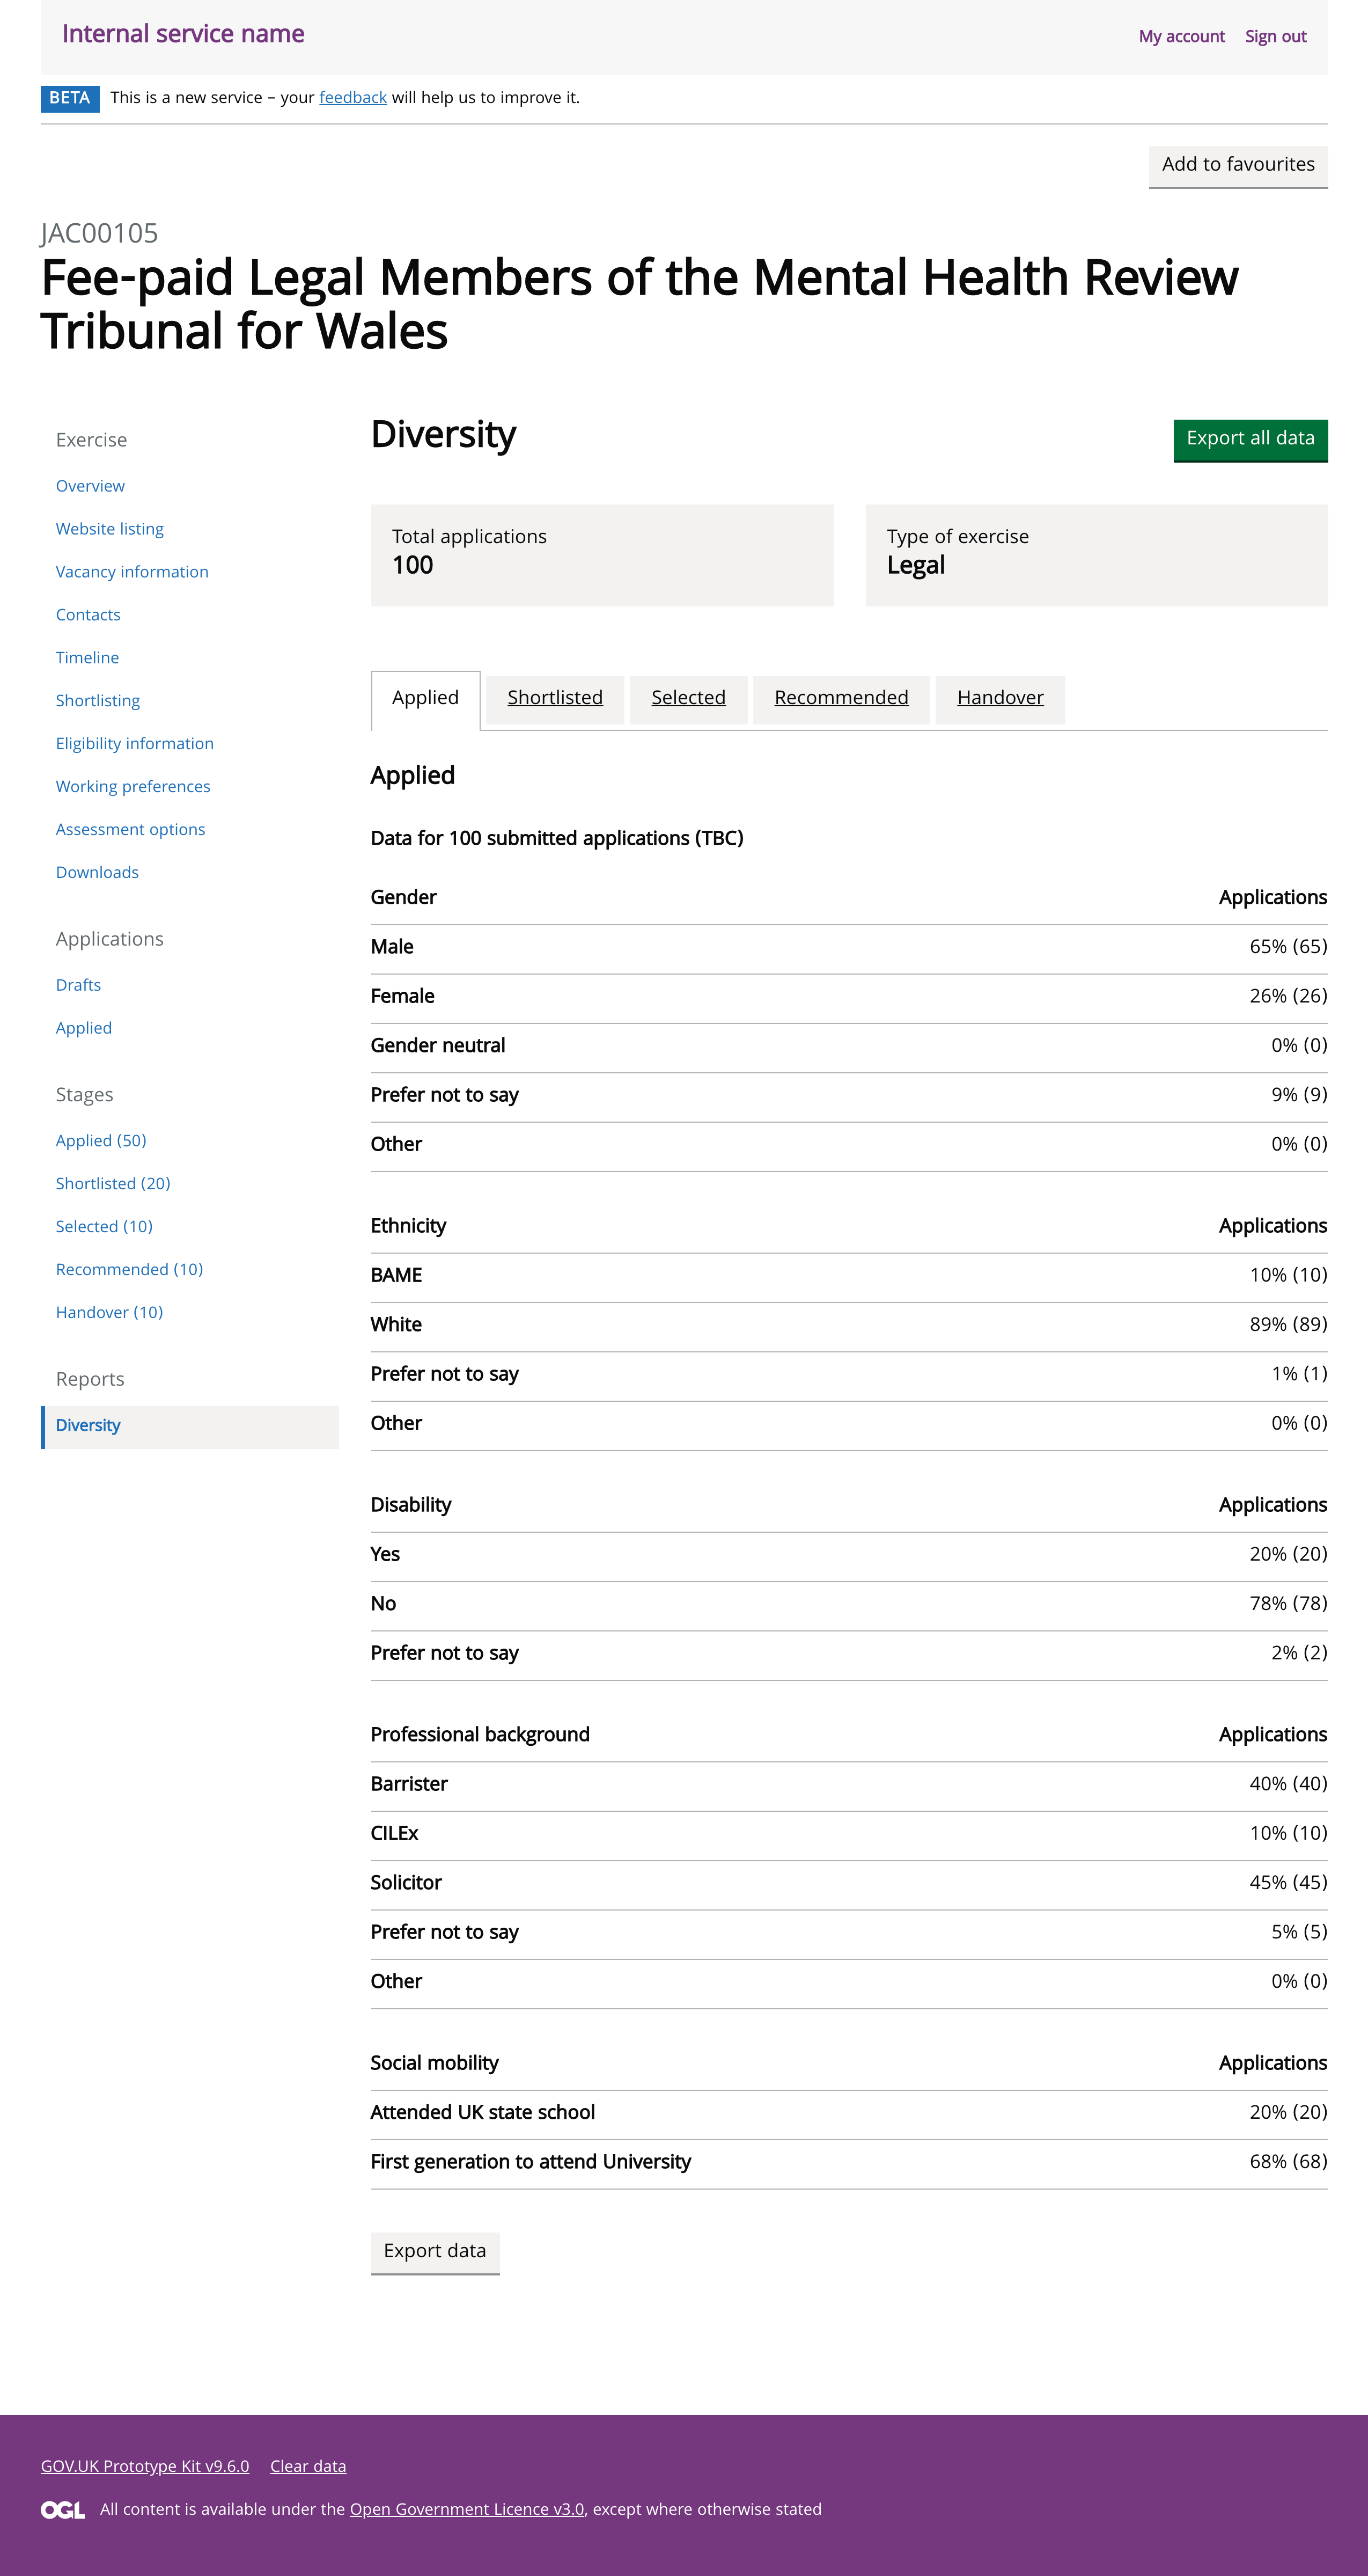 Internal service name
My account Sign out
BETA This is a new service – your feedback will help us to improve it.
Add to favourites
JAC00105
Fee-paid Legal Members of the Mental Health Review
Tribunal for Wales
Exercise
Overview
Website listing
Vacancy information
Contacts
Timeline
Shortlisting
Eligibility information
Working preferences
Assessment options
Downloads
Applications
Drafts
Applied
Stages
Applied (50)
Shortlisted (20)
Selected (10)
Recommended (10)
Handover (10)
Reports
Diversity
Diversity
Export all data
Total applications
100
Type of exercise
Legal
Applied Shortlisted Selected Recommended Handover
Applied
Data for 100 submitted applications (TBC)
Gender Applications
Male 65% (65)
Female 26% (26)
Gender neutral 0% (0)
Prefer not to say 9% (9)
Other 0% (0)
Ethnicity Applications
BAME 10% (10)
White 89% (89)
Prefer not to say 1% (1)
Other 0% (0)
Disability Applications
Yes 20% (20)
No 78% (78)
Prefer not to say 2% (2)
Professional background Applications
Barrister 40% (40)
CILEx 10% (10)
Solicitor 45% (45)
Prefer not to say 5% (5)
Other 0% (0)
Social mobility Applications
Attended UK state school 20% (20)
First generation to attend University 68% (68)
Export data
GOV.UK Prototype Kit v9.6.0 Clear data
OGL All content is available under the Open Government Licence v3.0, except where otherwise stated